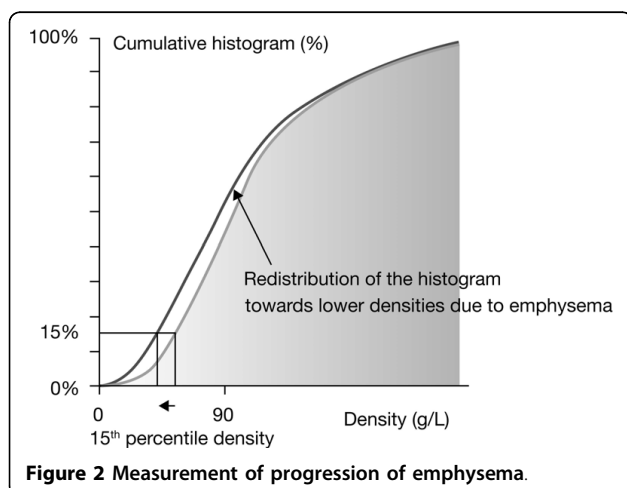 100%
Cumulative histogram (%)
Redistribution of the histogram
towards lower densities due to emphysema
15%
0%
0
90
Density (g/L)
15th percentile density
Figure 2 Measurement of progression of emphysema.